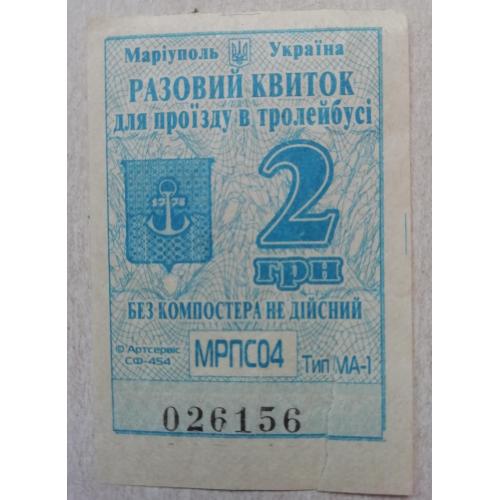 Маріуполь Україна
РАЗОВИЙ КВИТОК
для проїзду в тролейбусі
1778
2
грн
БЕЗ КОМПОСТЕРА НЕ ДІЙСНИЙ
© Артсервіс
СФ-454
МРПС04
Тип МА-1
026156